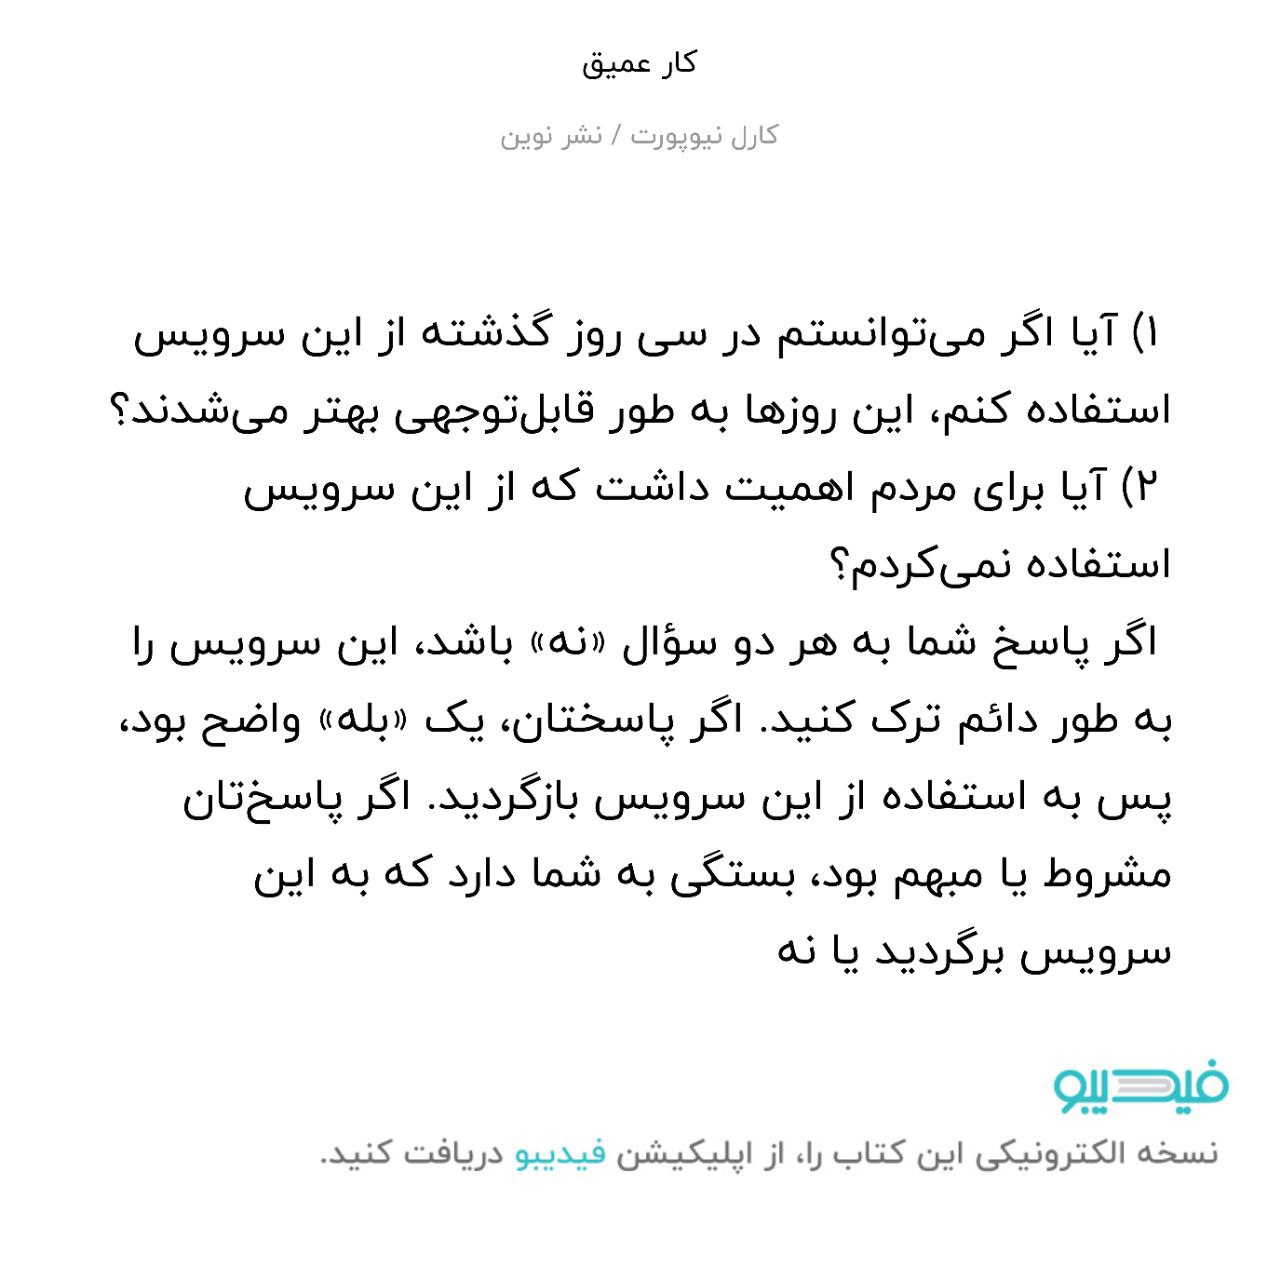 کار عمیق
کارل نیوپورت / نشر نوین
۱) آیا اگر می‌توانستم در سی روز گذشته از این سرویس
استفاده کنم، این روزها به طور قابل‌توجهی بهتر می‌شدند؟
۲) آیا برای مردم اهمیت داشت که از این سرویس
استفاده نمی‌کردم؟
اگر پاسخ شما به هر دو سؤال «نه» باشد، این سرویس را
به طور دائم ترک کنید. اگر پاسختان، یک «بله» واضح بود،
پس به استفاده از این سرویس بازگردید. اگر پاسخ‌تان
مشروط یا مبهم بود، بستگی به شما دارد که به این
سرویس برگردید یا نه
فیدیبو
نسخه الکترونیکی این کتاب را، از اپلیکیشن فیدیبو دریافت کنید.